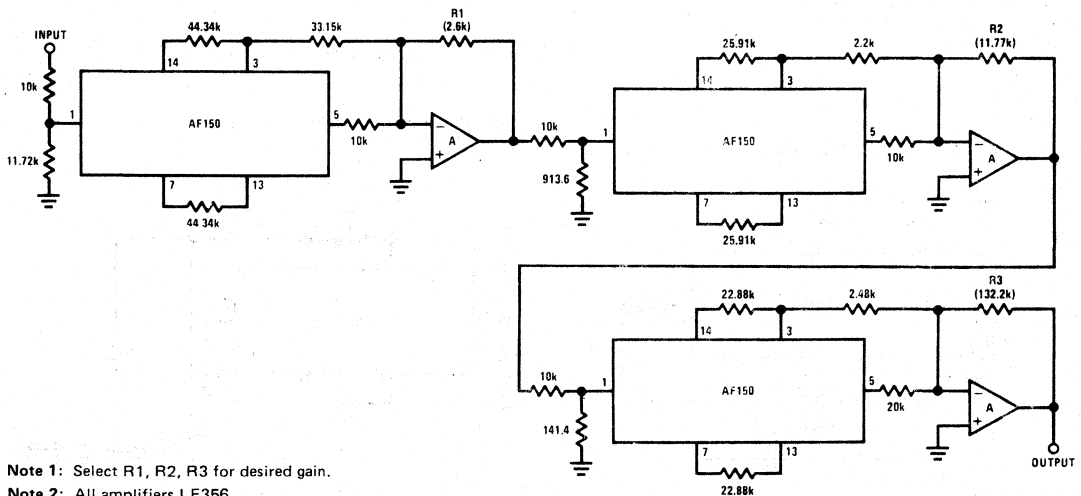 INPUT
10k
11.72k
1
14
44.34k
3
33.15k
R1
(2.6k)
AF150
5
10k
-
+
A
7
13
44.34k
10k
913.6
1
14
25.91k
3
2.2k
R2
(11.77k)
AF150
5
10k
-
+
A
7
13
25.91k
10k
141.4
1
14
22.88k
3
2.48k
R3
(132.2k)
AF150
5
20k
-
+
A
7
13
22.88k
OUTPUT
Note 1: Select R1, R2, R3 for desired gain.
Note 2: All amplifiers LF356